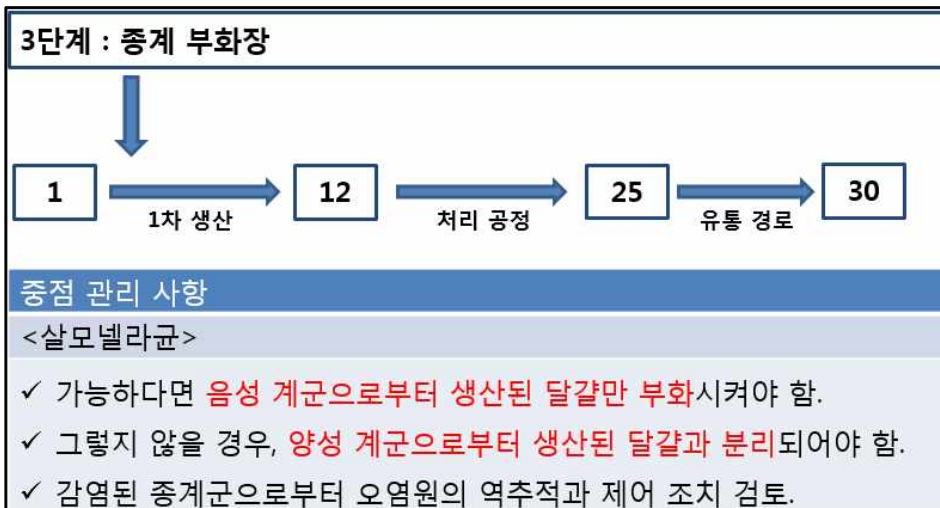 3단계 : 종계 부화장
1 12 25 30
1차 생산 처리 공정 유통 경로
중점 관리 사항
<살모넬라균>
✓ 가능하다면 음성 계군으로부터 생산된 달걀만 부화시켜야 함.
✓ 그렇지 않을 경우, 양성 계군으로부터 생산된 달걀과 분리되어야 함.
✓ 감염된 종계군으로부터 오염원의 역추적과 제어 조치 검토.